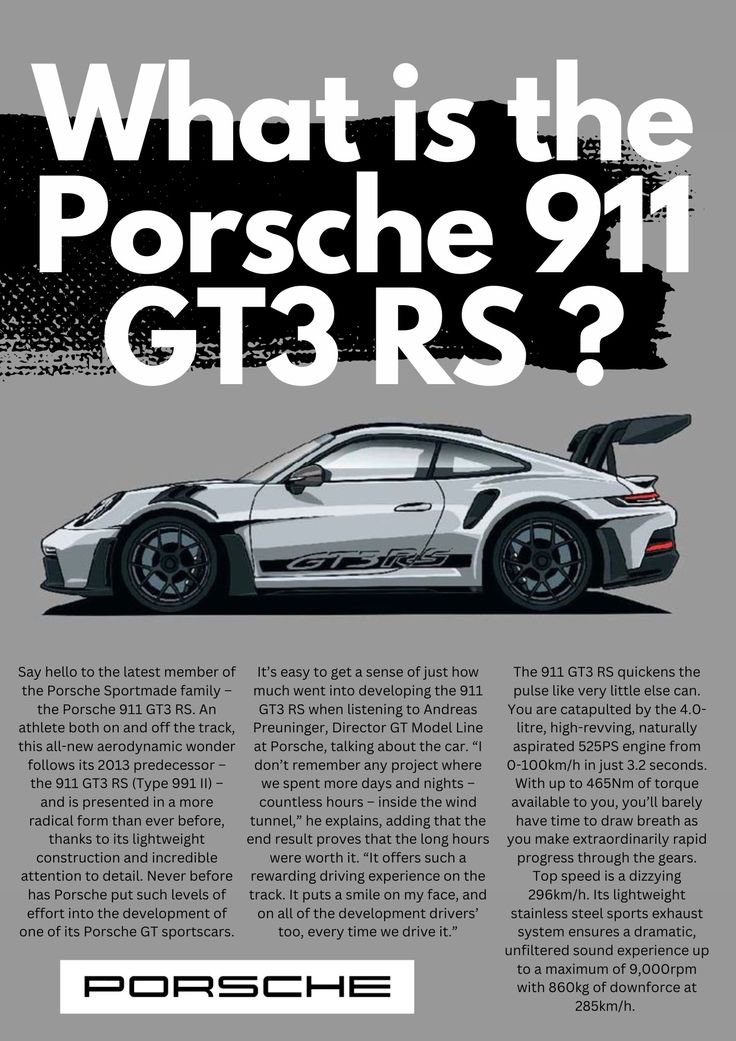 What is the
Porsche 911
GT3 RS ?
GT3RS
Say hello to the latest member of
the Porsche Sportmade family –
the Porsche 911 GT3 RS. An
athlete both on and off the track,
this all-new aerodynamic wonder
follows its 2013 predecessor –
the 911 GT3 RS (Type 991 II) –
and is presented in a more
radical form than ever before,
thanks to its lightweight
construction and incredible
attention to detail. Never before
has Porsche put such levels of
effort into the development of
one of its Porsche GT sportscars.
It’s easy to get a sense of just how
much went into developing the 911
GT3 RS when listening to Andreas
Preuninger, Director GT Model Line
at Porsche, talking about the car. “I
don’t remember any project where
we spent more days and nights –
countless hours – inside the wind
tunnel,” he explains, adding that the
end result proves that the long hours
were worth it. “It offers such a
rewarding driving experience on the
track. It puts a smile on my face, and
on all of the development drivers’
too, every time we drive it.”
The 911 GT3 RS quickens the
pulse like very little else can.
You are catapulted by the 4.0-
litre, high-revving, naturally
aspirated 525PS engine from
0-100km/h in just 3.2 seconds.
With up to 465Nm of torque
available to you, you’ll barely
have time to draw breath as
you make extraordinarily rapid
progress through the gears.
Top speed is a dizzying
296km/h. Its lightweight
stainless steel sports exhaust
system ensures a dramatic,
unfiltered sound experience up
to a maximum of 9,000rpm
with 860kg of downforce at
285km/h.
PORSCHE